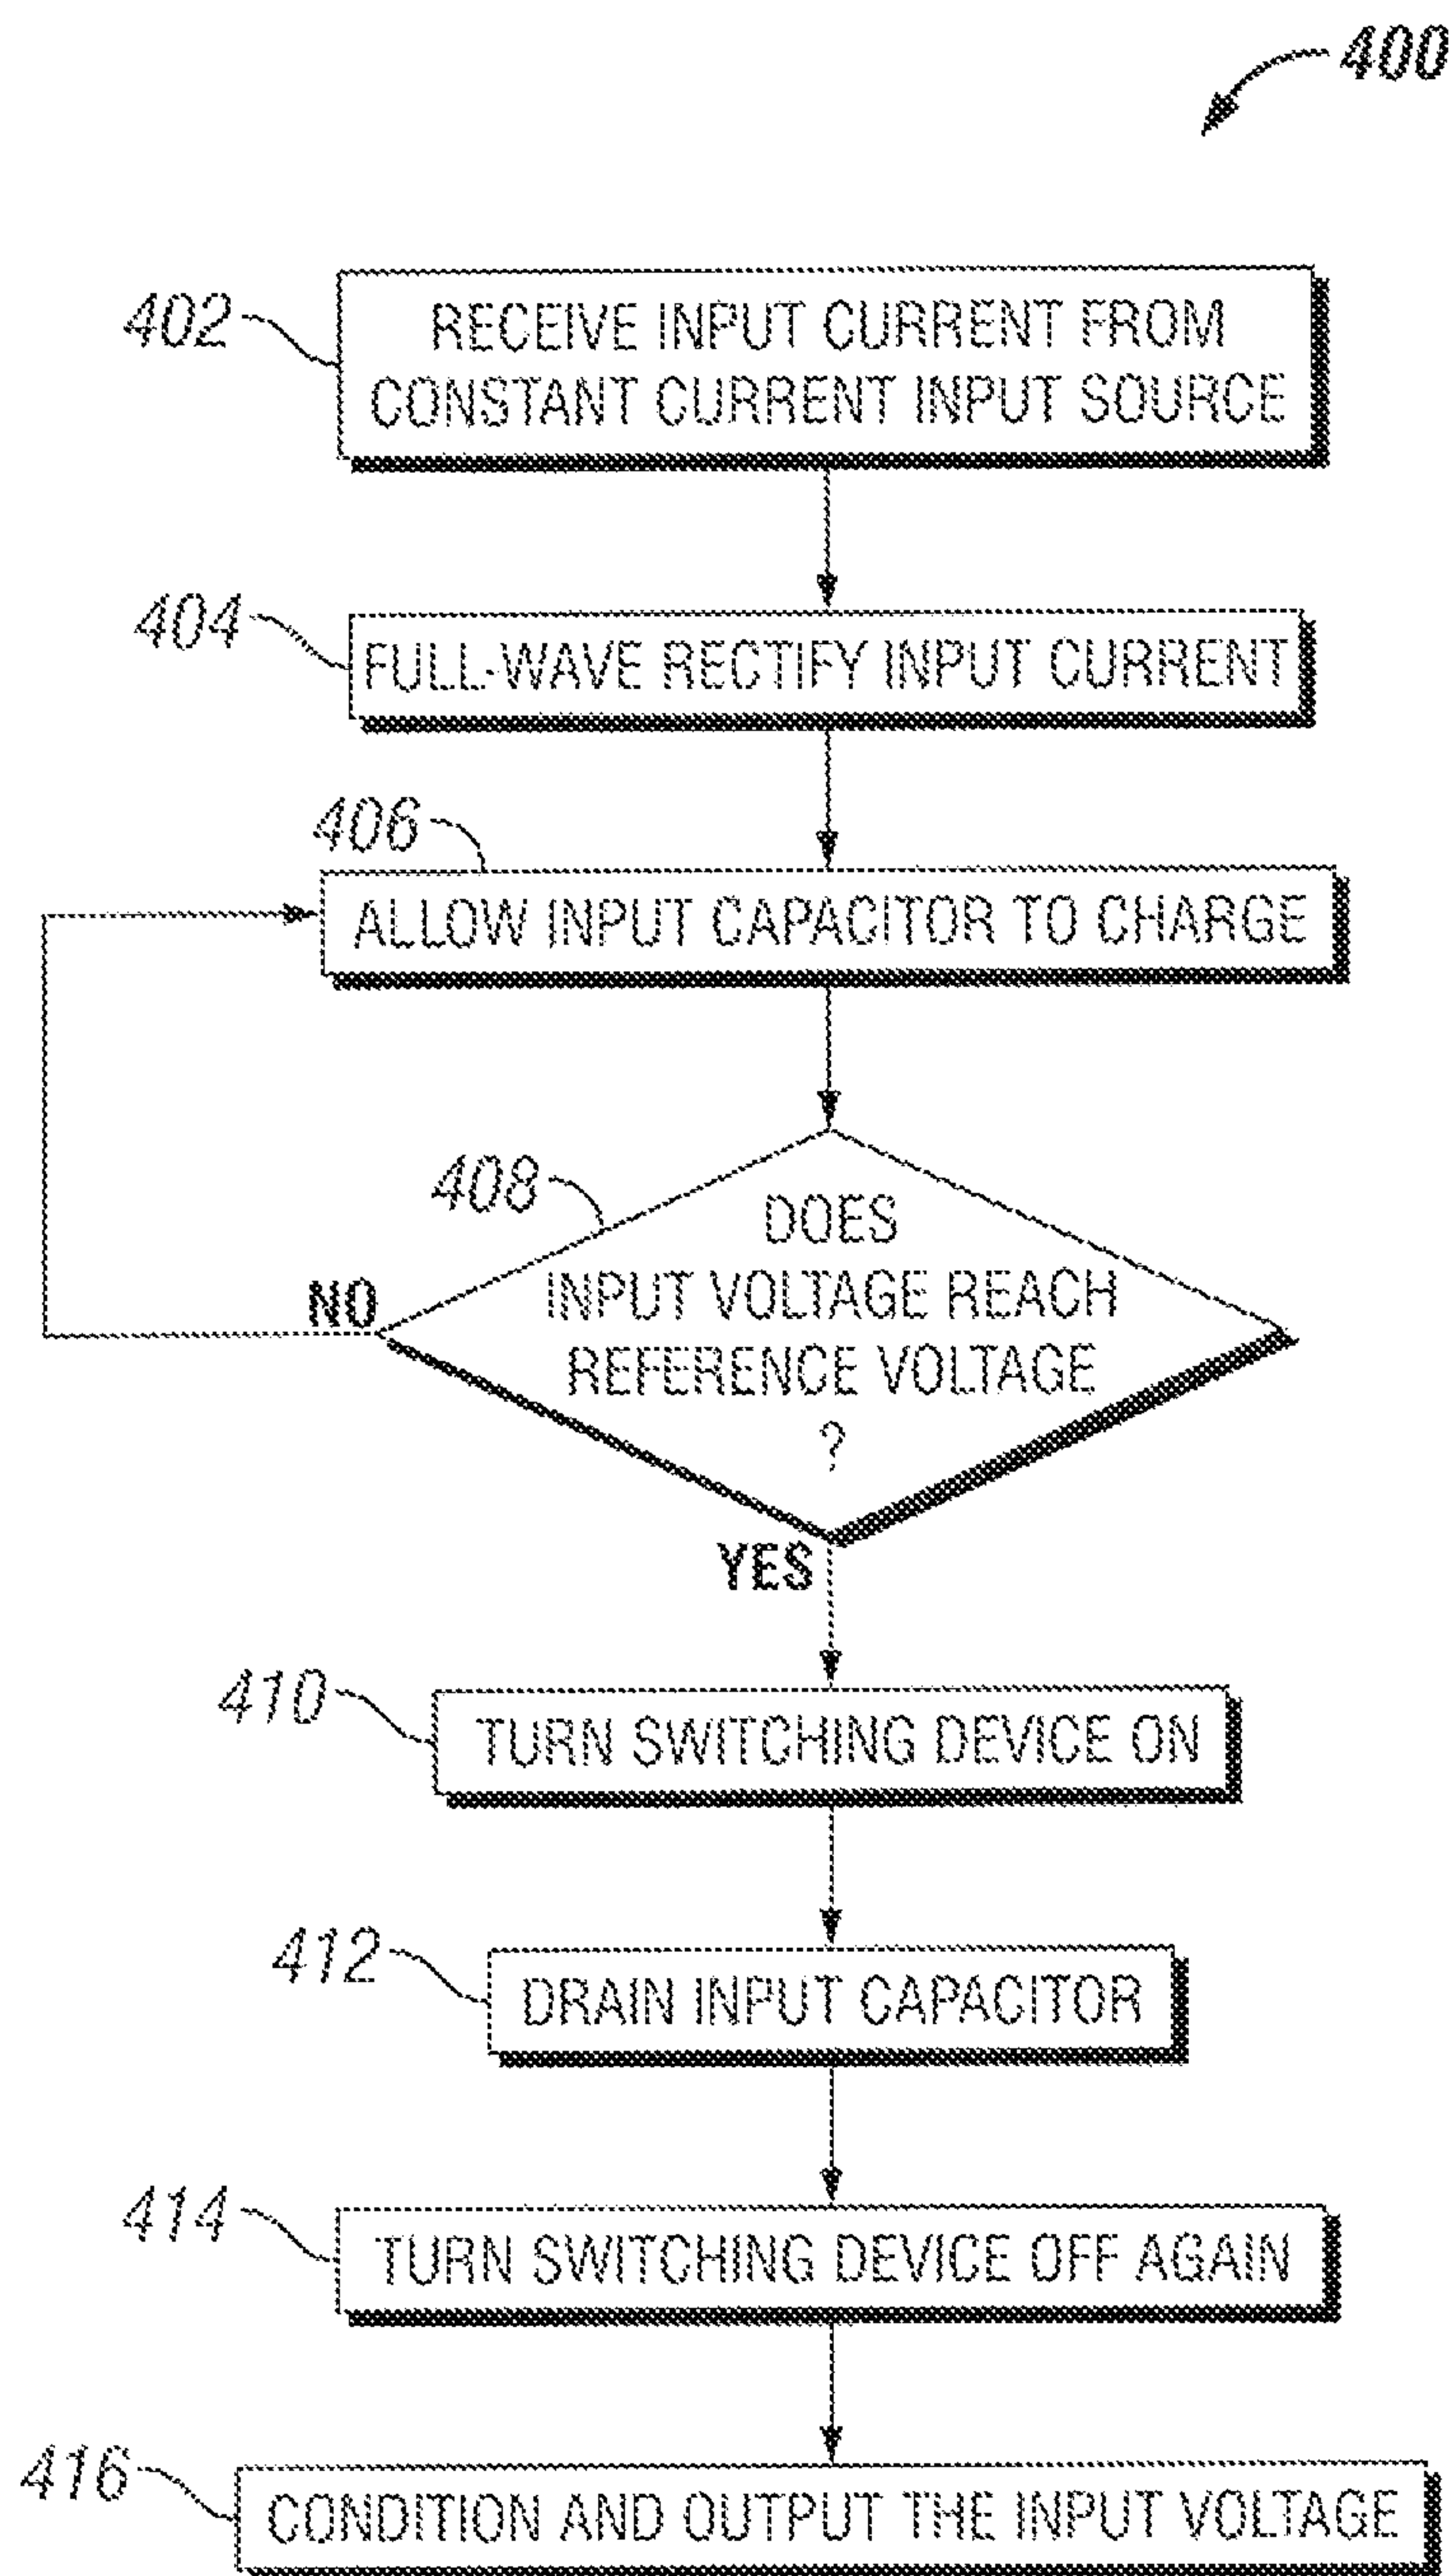 400
402
RECEIVE INPUT CURRENT FROM
CONSTANT CURRENT INPUT SOURCE
404
FULL-WAVE RECTIFY INPUT CURRENT
406
ALLOW INPUT CAPACITOR TO CHARGE
408
DOES
INPUT VOLTAGE REACH
REFERENCE VOLTAGE
?
NO
YES
410
TURN SWITCHING DEVICE ON
412
DRAIN INPUT CAPACITOR
414
TURN SWITCHING DEVICE OFF AGAIN
416
CONDITION AND OUTPUT THE INPUT VOLTAGE